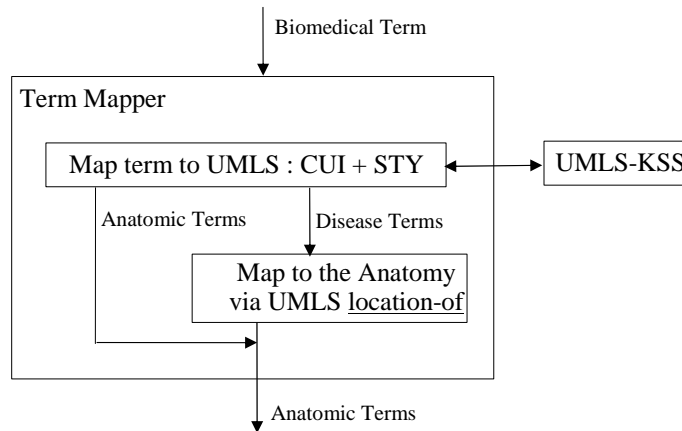 Biomedical Term
Term Mapper
Map term to UMLS : CUI + STY
UMLS-KSS
Anatomic Terms
Disease Terms
Map to the Anatomy
via UMLS location-of
Anatomic Terms